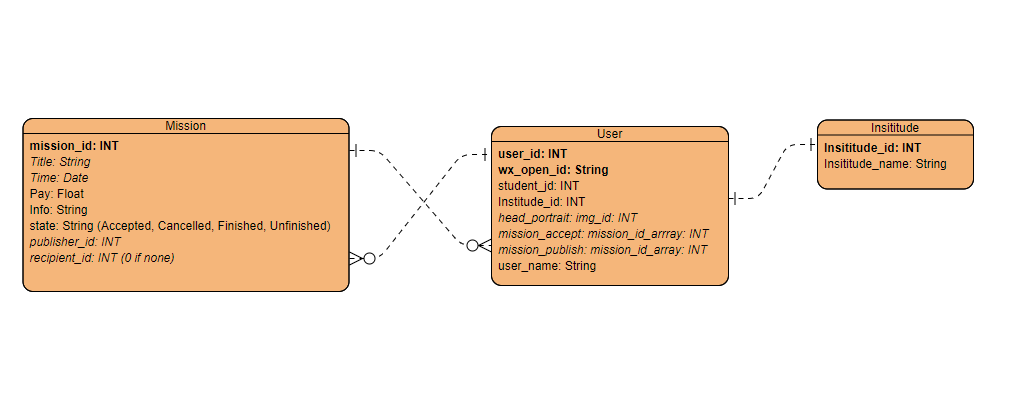 Mission
mission_id: INT
Title: String
Time: Date
Pay: Float
Info: String
state: String (Accepted, Cancelled, Finished, Unfinished)
publisher_id: INT
recipient_id: INT (0 if none)
User
user_id: INT
wx_open_id: String
student_jd: INT
Institude_id: INT
head_portrait: img_id: INT
mission_accept: mission_id_arrray: INT
mission_publish: mission_id_array: INT
user_name: String
Insititude
Insititude_id: INT
Insititude_name: String